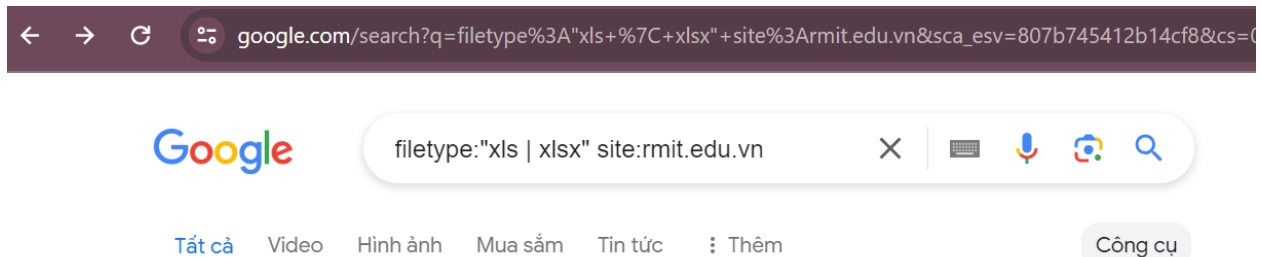 google.com/search?q=filetype%3A"xls+%7C+xlsx"+site%3Armit.edu.vn&sca_esv=807b745412b14cf8&cs=0
Google filetype:"xls | xlsx" site:rmit.edu.vn
Tất cả Video Hình ảnh Mua sắm Tin tức Thêm Công cụ